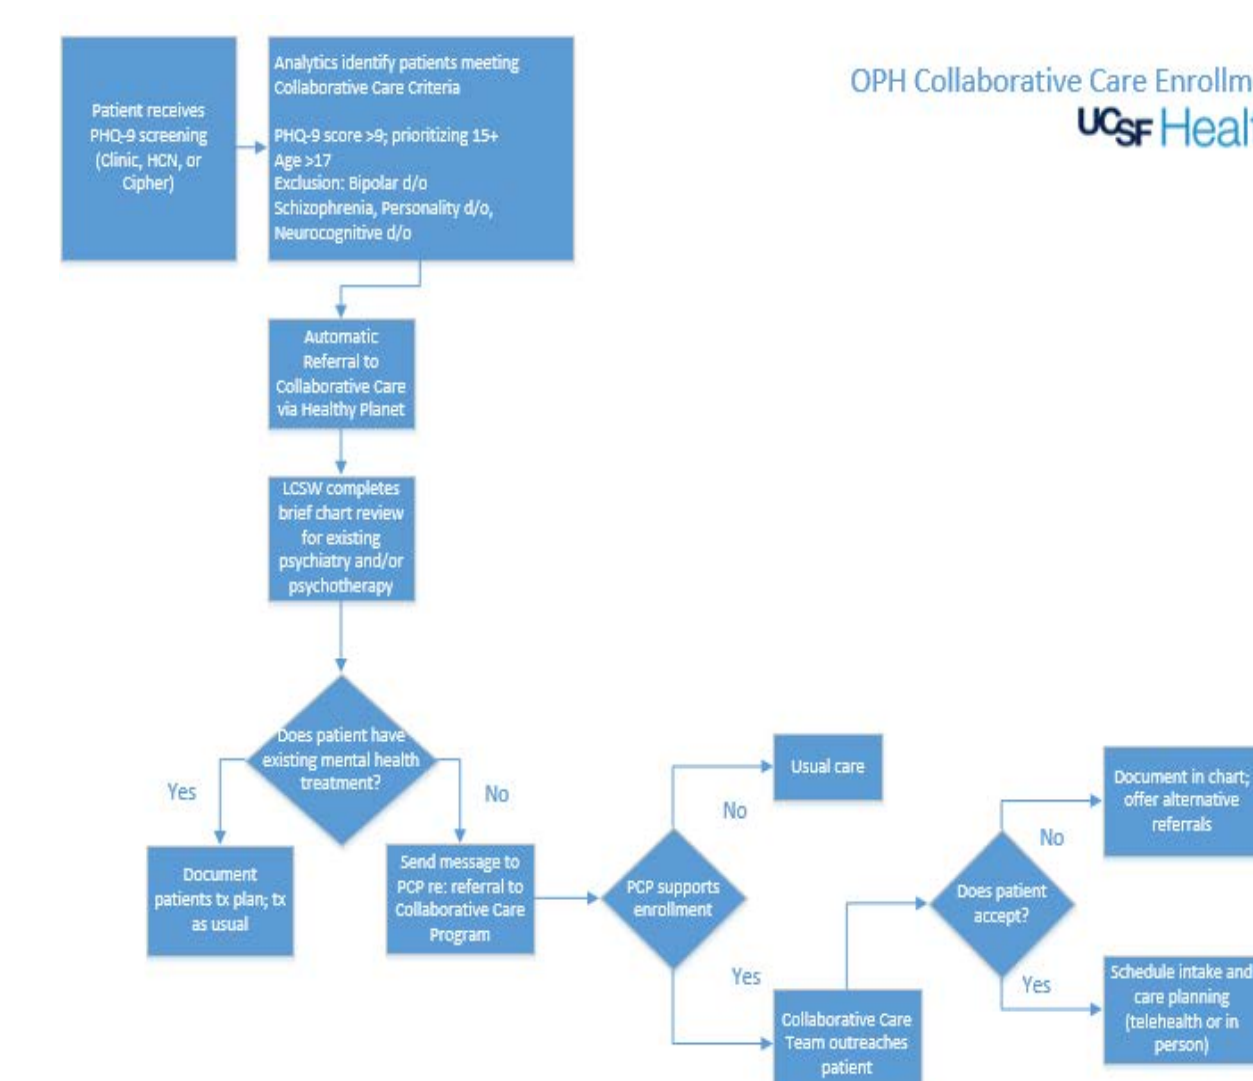 OPH Collaborative Care Enrollm
UCSF Healt
Patient receives
PHQ-9 screening
(Clinic, HCN, or
Cipher)
Analytics identify patients meeting
Collaborative Care Criteria
PHQ-9 score >9; prioritizing 15+
Age >17
Exclusion: Bipolar d/o
Schizophrenia, Personality d/o,
Neurocognitive d/o
Automatic
Referral to
Collaborative Care
via Healthy Planet
LCSW completes
brief chart review
for existing
psychiatry and/or
psychotherapy
Does patient have
existing mental health
treatment?
Yes
No
Document
patients tx plan; tx
as usual
Send message to
PCP re: referral to
Collaborative Care
Program
PCP supports
enrollment
No
Usual care
Yes
Collaborative Care
Team outreaches
patient
Does patient
accept?
No
Document in chart;
offer alternative
referrals
Yes
Schedule intake and
care planning
(telehealth or in
person)